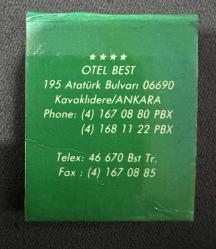 ★★★★
OTEL BEST
195 Atatürk Bulvarı 06690
Kavaklıdere/ANKARA
Phone: (4) 167 08 80 PBX
(4) 168 11 22 PBX
Telex: 46 670 Bst Tr.
Fax : (4) 167 08 85